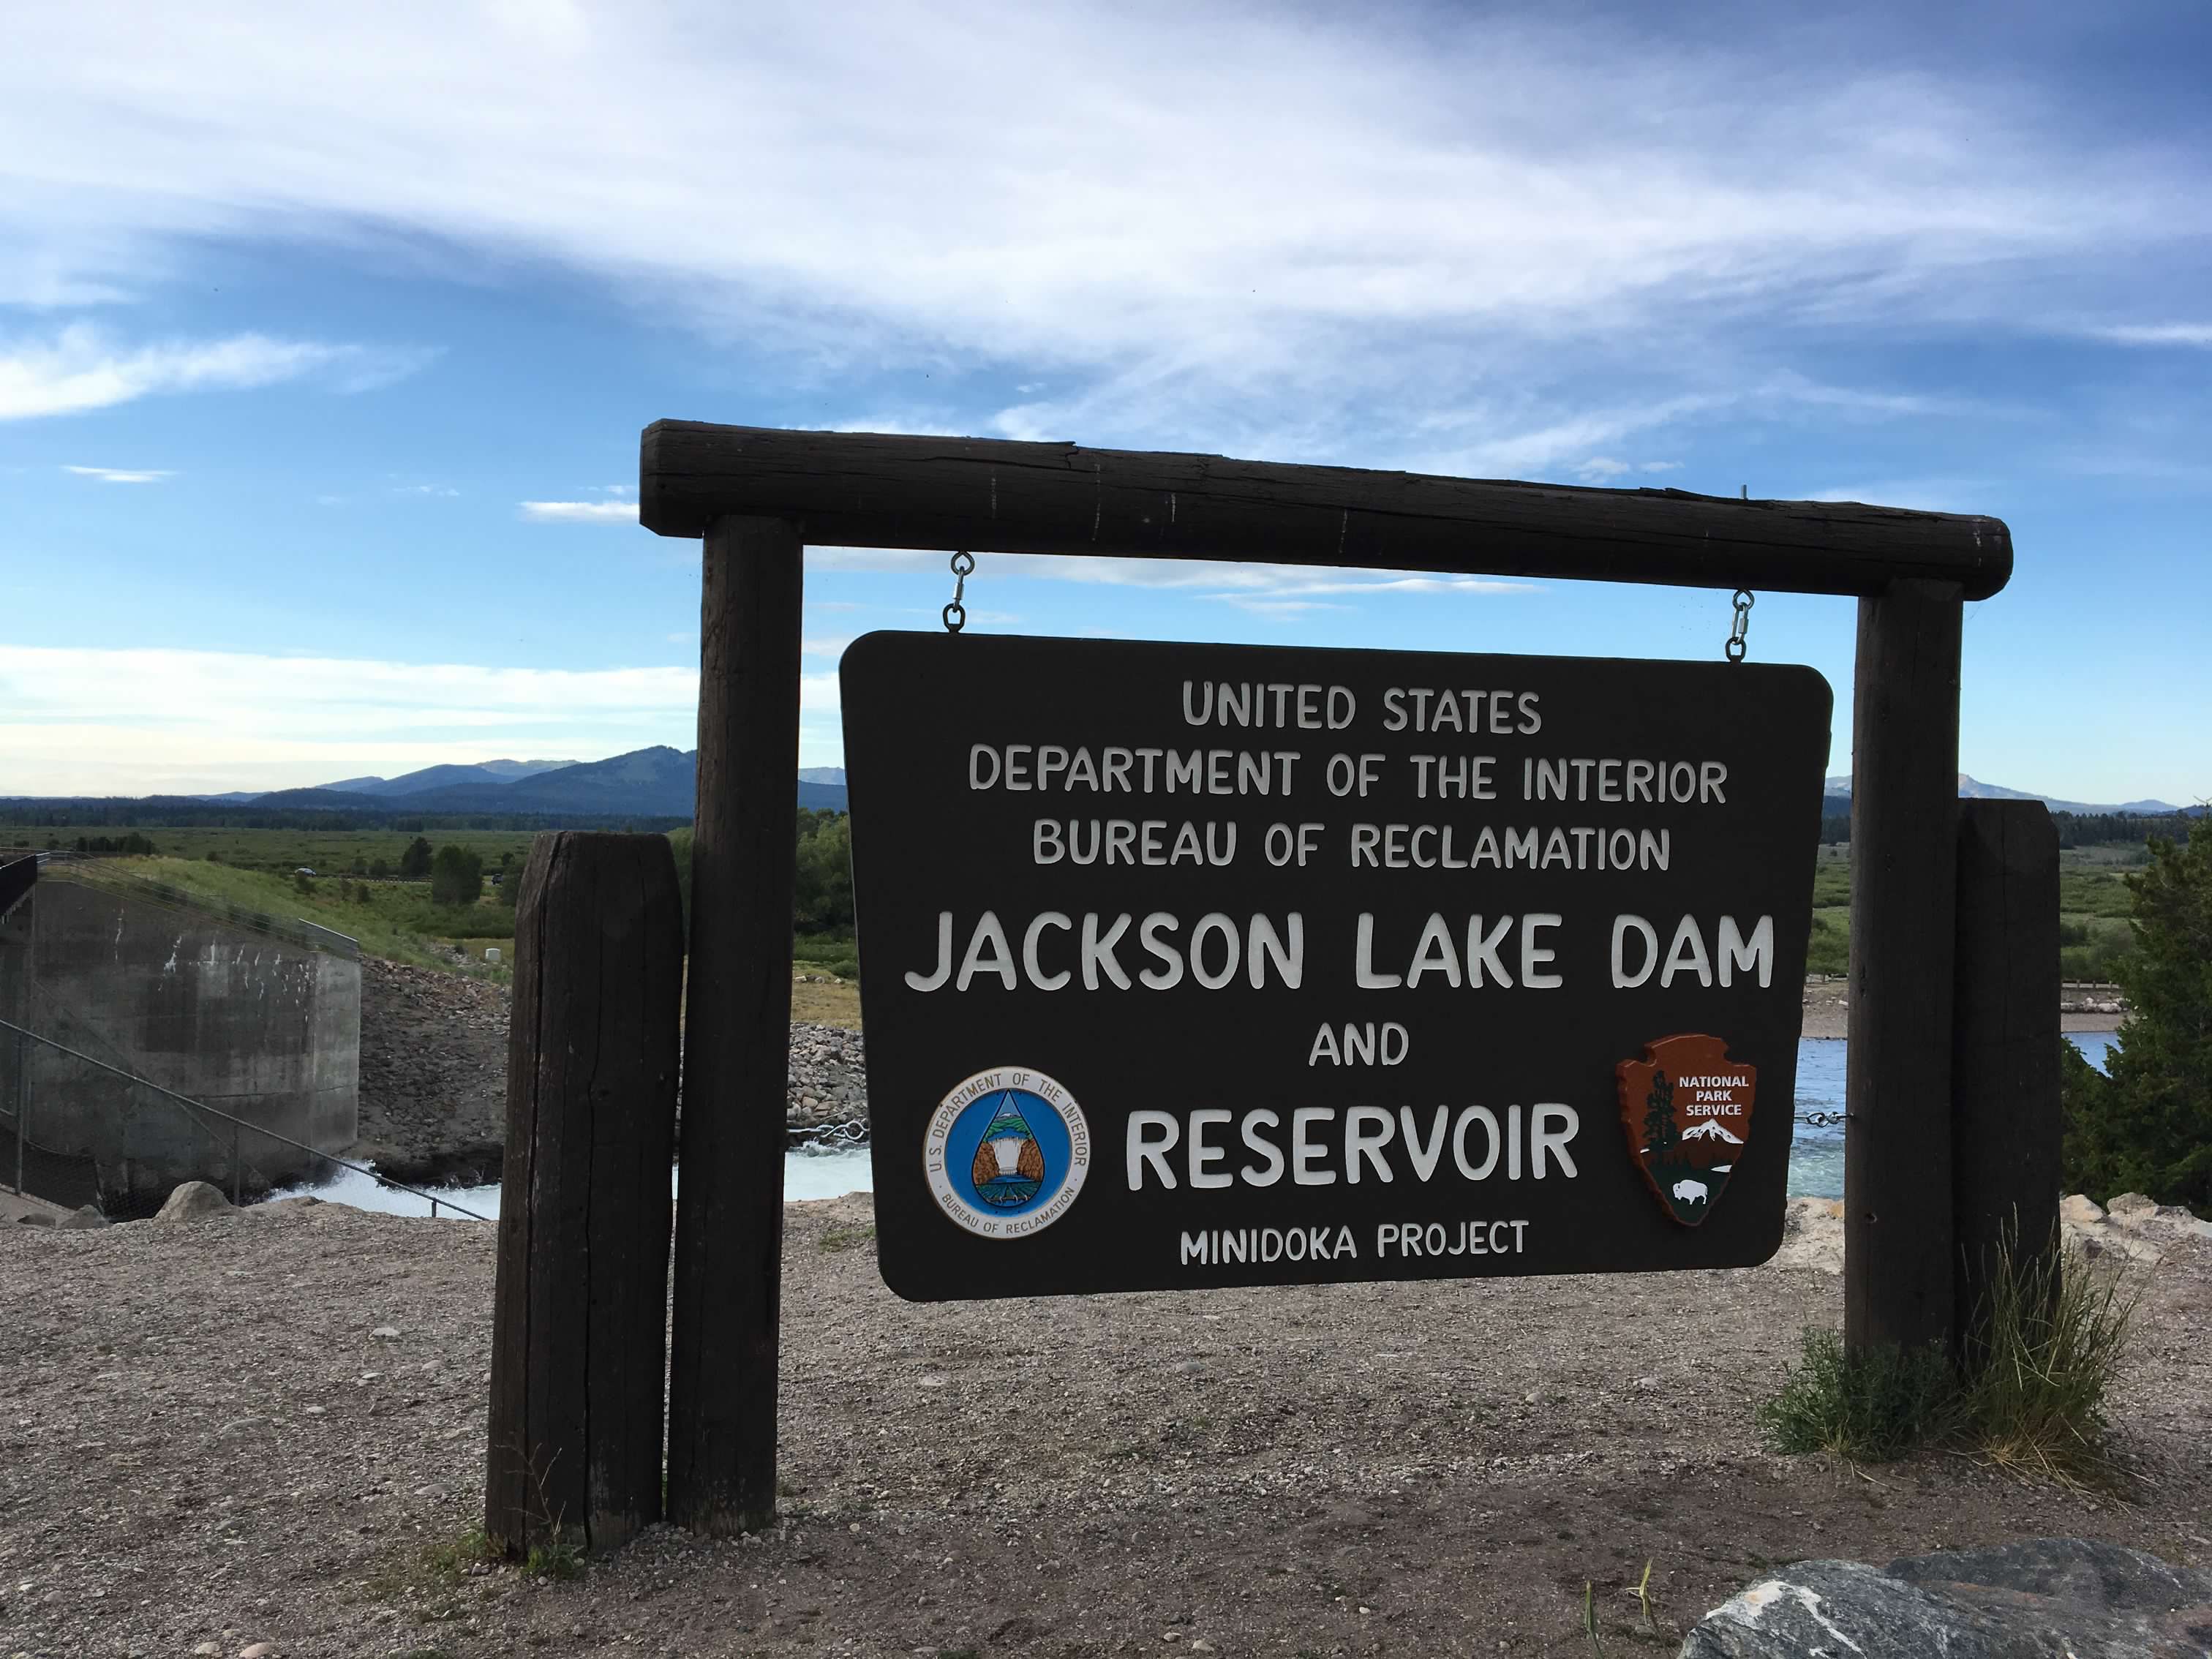 UNITED STATES
DEPARTMENT OF THE INTERIOR
BUREAU OF RECLAMATION
JACKSON LAKE DAM
AND
RESERVOIR
MINIDOKA PROJECT
U.S. DEPARTMENT OF THE INTERIOR
BUREAU OF RECLAMATION
NATIONAL
PARK
SERVICE